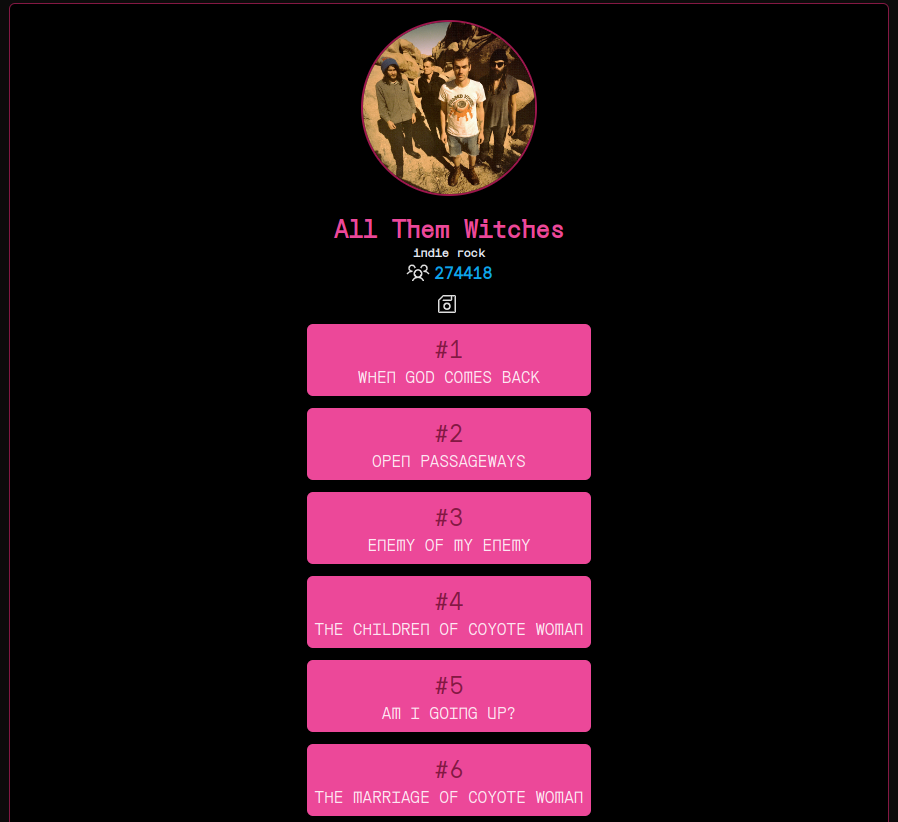 All Them Witches
indie rock
274418
#1
WHEN GOD COMES BACK
#2
OPEN PASSAGEWAYS
#3
ENEMY OF MY ENEMY
#4
THE CHILDREN OF COYOTE WOMAN
#5
AM I GOING UP?
#6
THE MARRIAGE OF COYOTE WOMAN